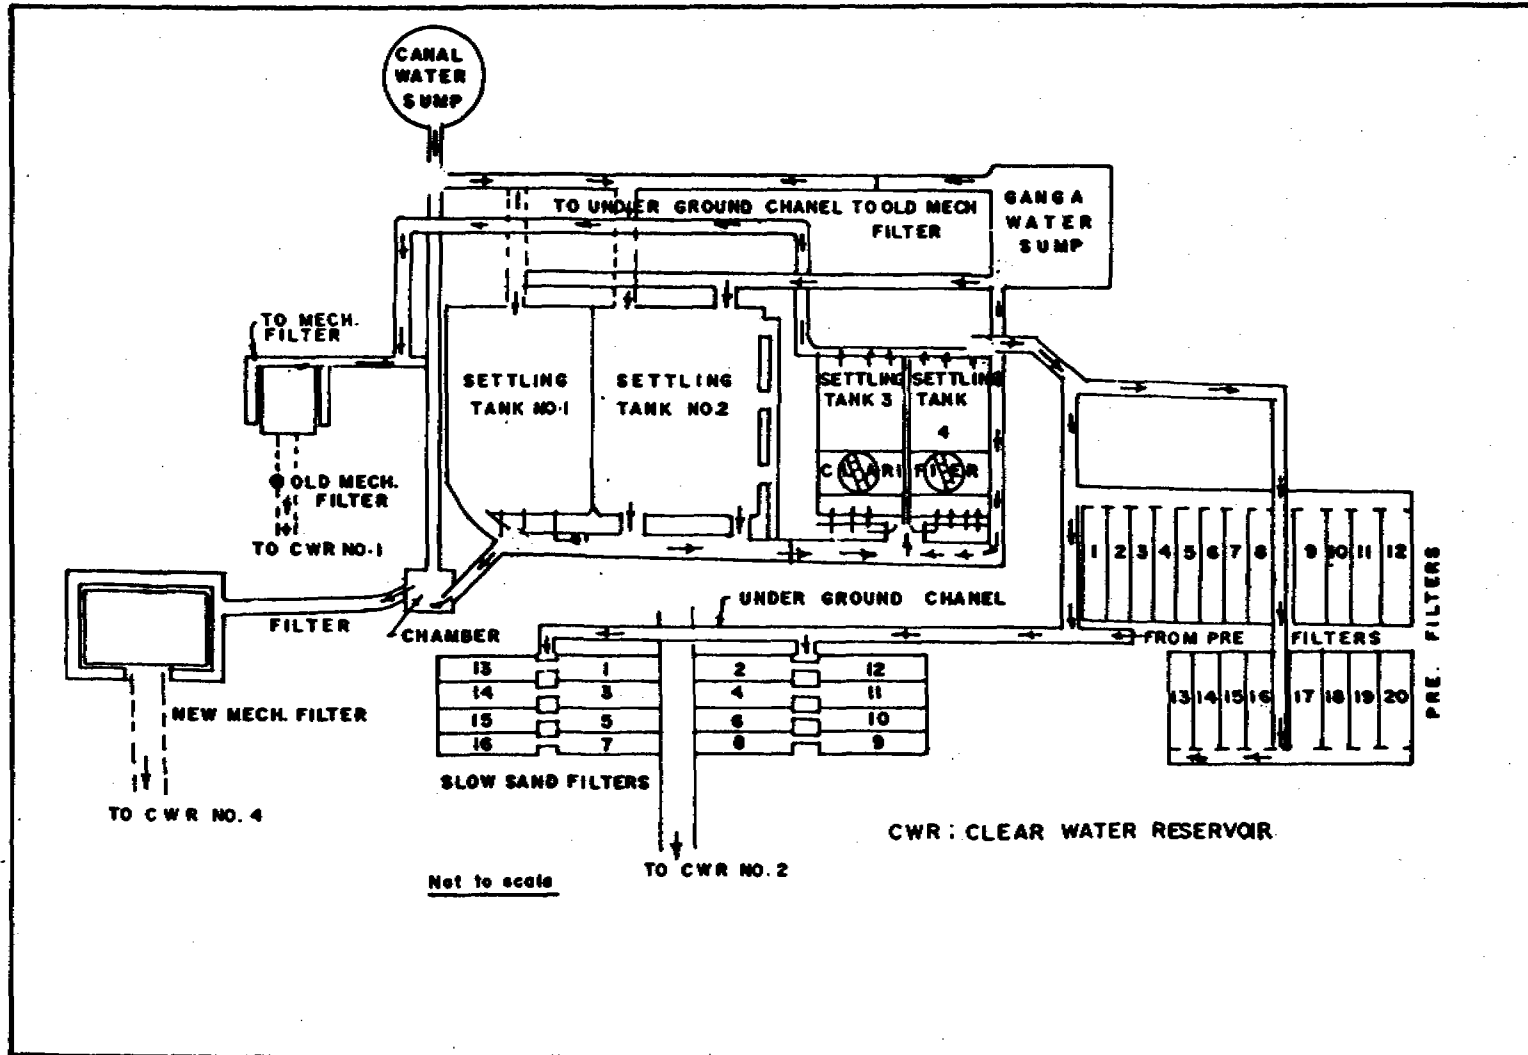 CANAL
WATER
SUMP
GANGA
WATER
SUMP
TO UNDER GROUND CHANEL TO OLD MECH
FILTER
TO MECH.
FILTER
SETTLING
TANK NO.1
SETTLING
TANK NO.2
SETTLING
TANK 3
SETTLING
TANK
4
CLARI FIER
OLD MECH.
FILTER
TO CWR NO.1
1 2 3 4 5 6 7 8 9 10 11 12
FILTER
CHAMBER
UNDER GROUND CHANEL
FROM PRE FILTERS
PRE. FILTERS
13 1 2 12
14 3 4 11
15 5 6 10
16 7 8 9
13 14 15 16 17 18 19 20
NEW MECH. FILTER
SLOW SAND FILTERS
TO CWR NO. 4
CWR : CLEAR WATER RESERVOIR
TO CWR NO. 2
Not to scale